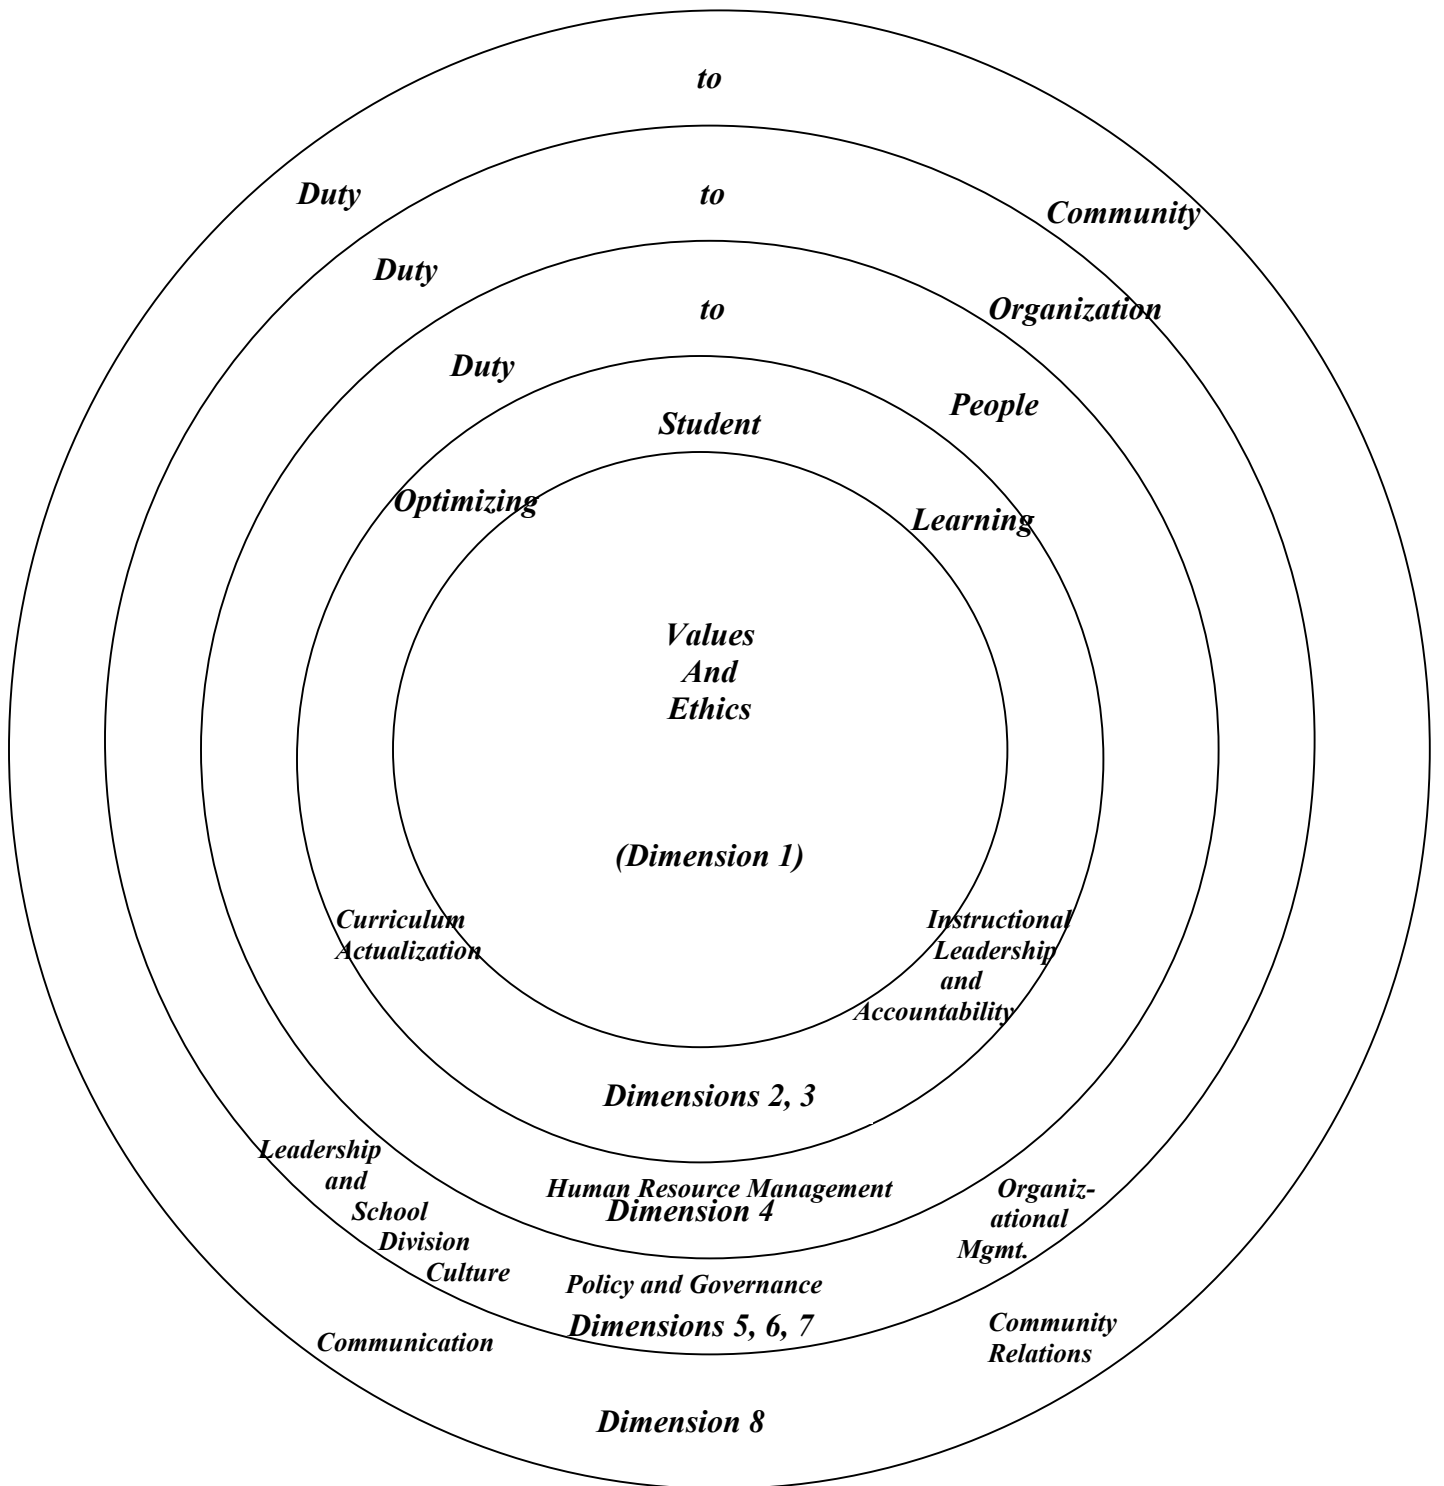 to
Duty
to
Community
Duty
Organization
to
Duty
People
Student
Optimizing
Learning
Values
And
Ethics
(Dimension 1)
Curriculum
Actualization
Instructional
Leadership
and
Accountability
Dimensions 2, 3
Leadership
and
School
Division
Culture
Human Resource Management
Dimension 4
Organiz-
ational
Mgmt.
Policy and Governance
Dimensions 5, 6, 7
Communication
Community
Relations
Dimension 8